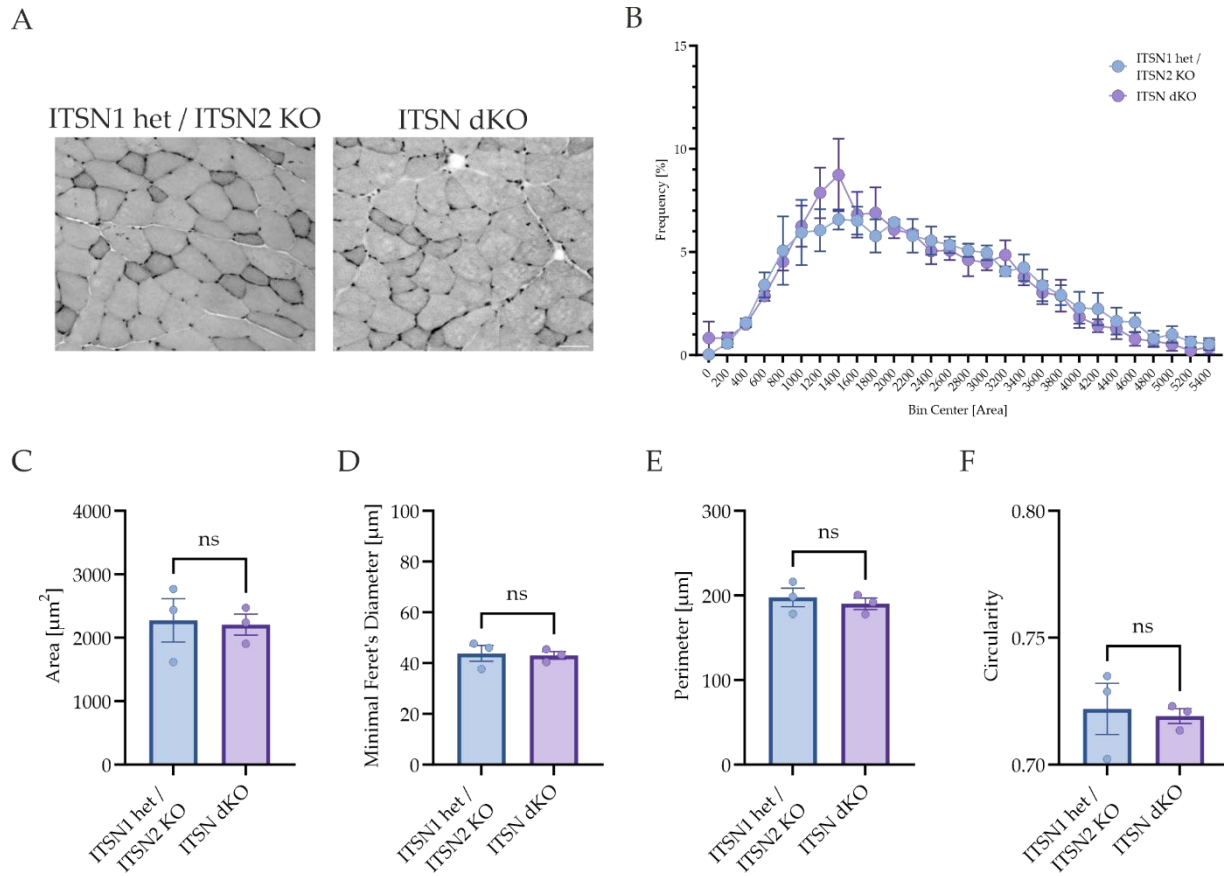 A
ITSN1 het / ITSN2 KO
ITSN dKO
B
Frequency [%]
15
10
5
0
ITSN1 het /
ITSN2 KO
ITSN dKO
0
200
400
600
800
1000
1200
1400
1600
1800
2000
2200
2400
2600
2800
3000
3200
3400
3600
3800
4000
4200
4400
4600
4800
5000
5200
5400
Bin Center [Area]
C
Area [µm²]
4000
3000
2000
1000
0
ns
ITSN1 het /
ITSN2 KO
ITSN dKO
D
Minimal Feret's Diameter [µm]
100
80
60
40
20
0
ns
ITSN1 het /
ITSN2 KO
ITSN dKO
E
Perimeter [µm]
300
200
100
0
ns
ITSN1 het /
ITSN2 KO
ITSN dKO
F
Circularity
0.80
0.75
0.70
ns
ITSN1 het /
ITSN2 KO
ITSN dKO